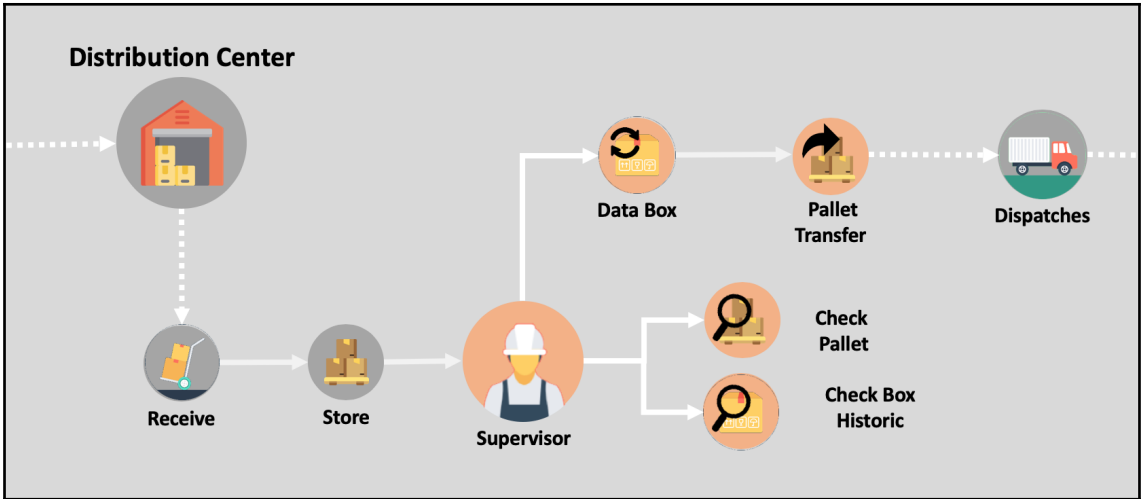 Distribution Center
Data Box
Pallet
Transfer
Dispatches
Check
Pallet
Receive
Store
Supervisor
Check Box
Historic